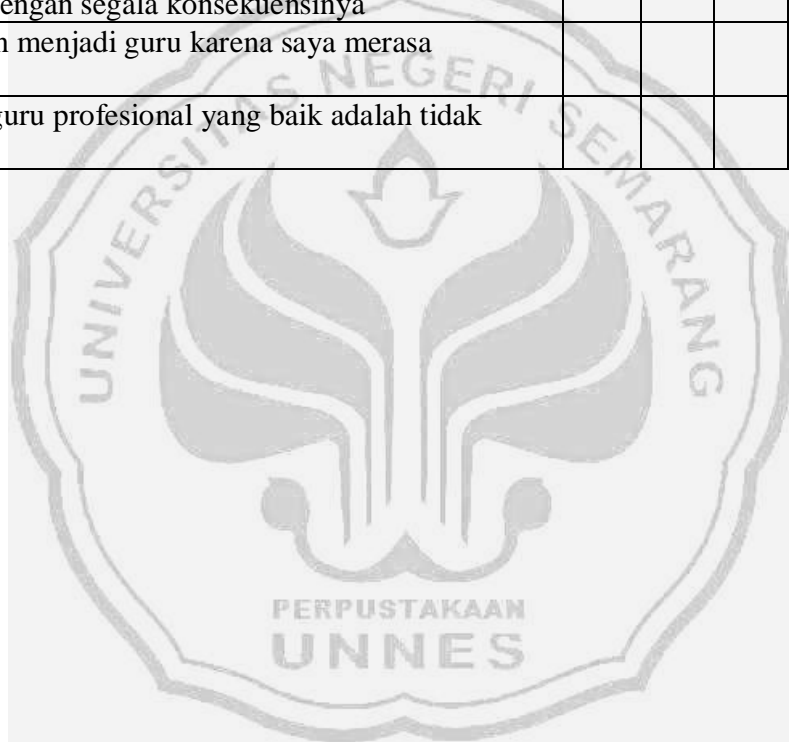 engan segala konsekuensinya
menjadi guru karena saya merasa
guru profesional yang baik adalah tidak
UNIVERSITAS NEGERI SEMARANG
PERPUSTAKAAN
UNNES